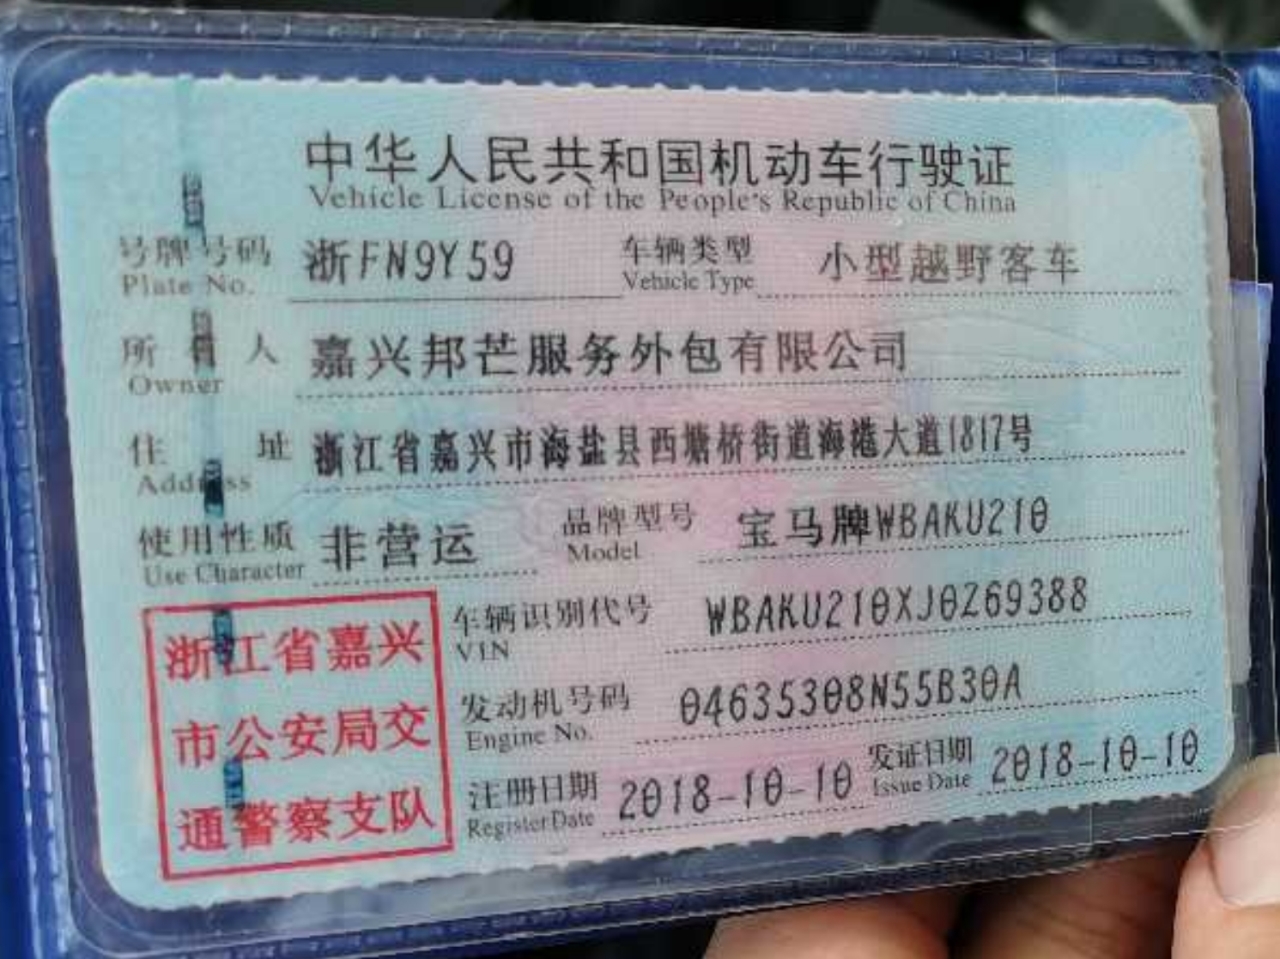 中华人民共和国机动车行驶证
Vehicle License of the People's Republic of China
号牌号码 浙FN9Y59 车辆类型 小型越野客车
Plate No. Vehicle Type
所有人 嘉兴邦芒服务外包有限公司
Owner
住址 浙江省嘉兴市海盐县西塘桥街道海港大道1817号
Address
使用性质 非营运 品牌型号 宝马牌WBAKU210
Use Character Model
浙江省嘉兴
市公安局交
通警察支队
车辆识别代号 WBAKU210XJ0Z69388
VIN
发动机号码 04635308N55B30A
Engine No.
注册日期 2018-10-10 发证日期 2018-10-10
Register Date Issue Date